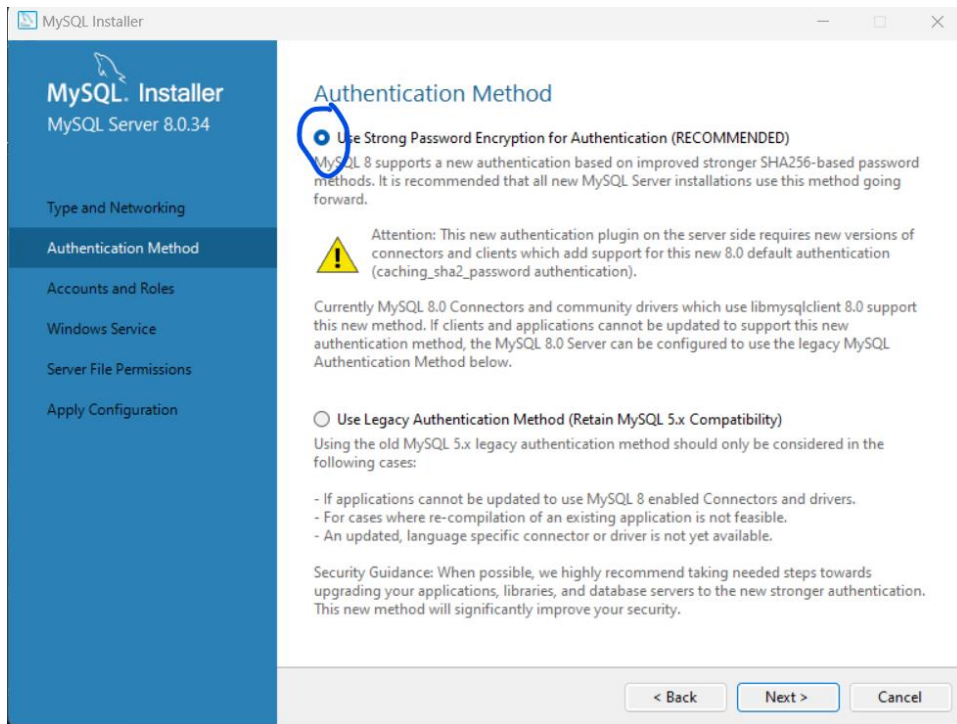 MySQL Installer
MySQL. Installer
MySQL Server 8.0.34
Type and Networking
Authentication Method
Accounts and Roles
Windows Service
Server File Permissions
Apply Configuration
Authentication Method
Use Strong Password Encryption for Authentication (RECOMMENDED)
MySQL 8 supports a new authentication based on improved stronger SHA256-based password
methods. It is recommended that all new MySQL Server installations use this method going
forward.
Attention: This new authentication plugin on the server side requires new versions of
connectors and clients which add support for this new 8.0 default authentication
(caching_sha2_password authentication).
Currently MySQL 8.0 Connectors and community drivers which use libmysqlclient 8.0 support
this new method. If clients and applications cannot be updated to support this new
authentication method, the MySQL 8.0 Server can be configured to use the legacy MySQL
Authentication Method below.
Use Legacy Authentication Method (Retain MySQL 5.x Compatibility)
Using the old MySQL 5.x legacy authentication method should only be considered in the
following cases:
- If applications cannot be updated to use MySQL 8 enabled Connectors and drivers.
- For cases where re-compilation of an existing application is not feasible.
- An updated, language specific connector or driver is not yet available.
Security Guidance: When possible, we highly recommend taking needed steps towards
upgrading your applications, libraries, and database servers to the new stronger authentication.
This new method will significantly improve your security.
< Back
Next >
Cancel